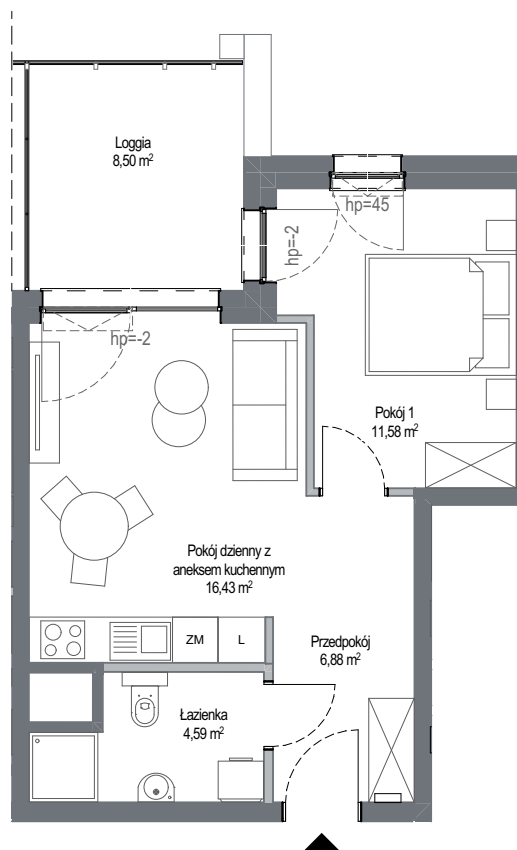 Loggia
8,50 m²
hp=45
hp=-2
hp=-2
Pokój 1
11,58 m²
Pokój dzienny z
aneksem kuchennym
16,43 m²
ZM
L
Przedpokój
6,88 m²
Łazienka
4,59 m²